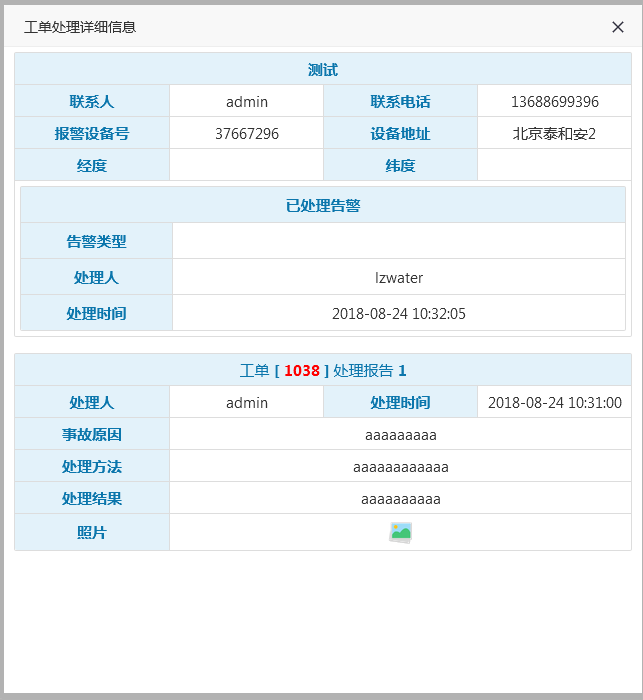 工单处理详细信息
测试
联系人 admin 联系电话 13688699396
报警设备号 37667296 设备地址 北京泰和安2
经度 纬度
已处理告警
告警类型
处理人 lzwater
处理时间 2018-08-24 10:32:05
工单 [ 1038 ] 处理报告 1
处理人 admin 处理时间 2018-08-24 10:31:00
事故原因 aaaaaaaaa
处理方法 aaaaaaaaaaaa
处理结果 aaaaaaaaaa
照片